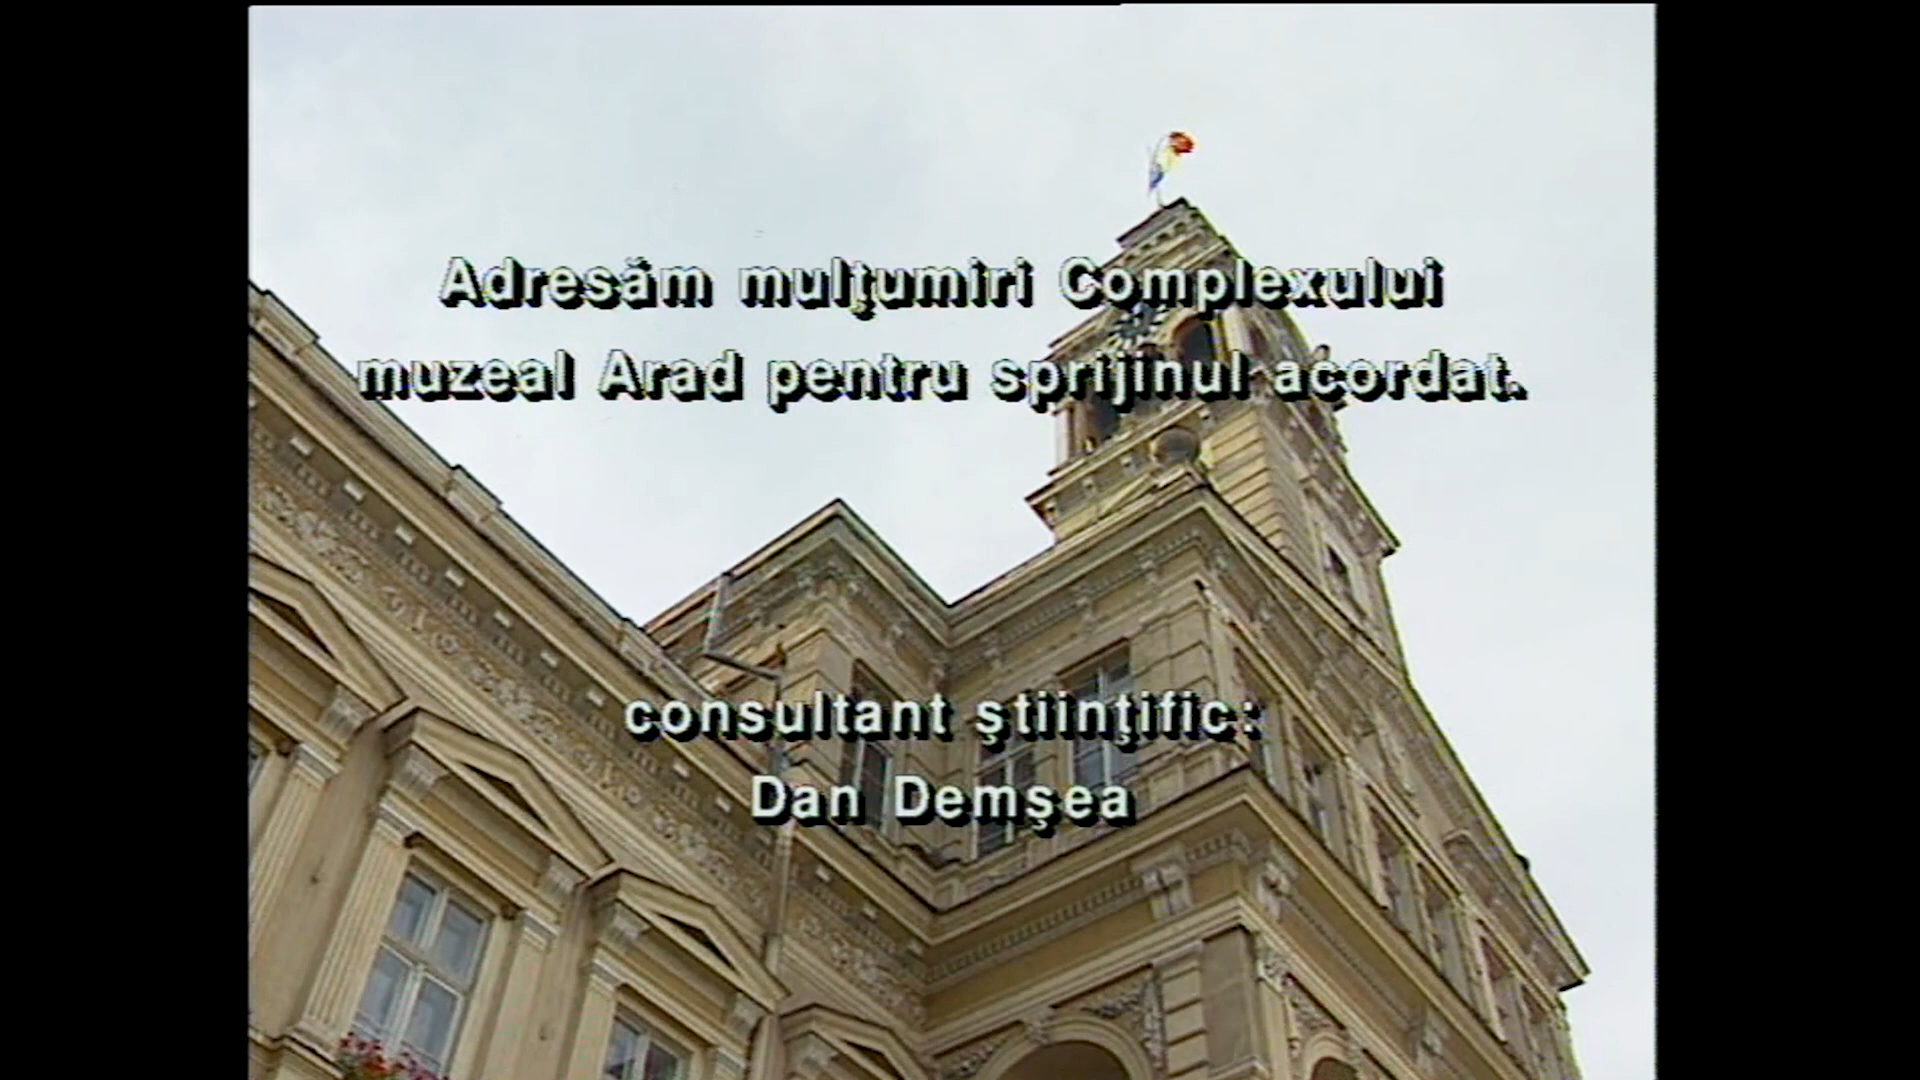 Adresăm mulţumiri Complexului
muzeal Arad pentru sprijinul acordat.
consultant ştiinţific:
Dan Demşea